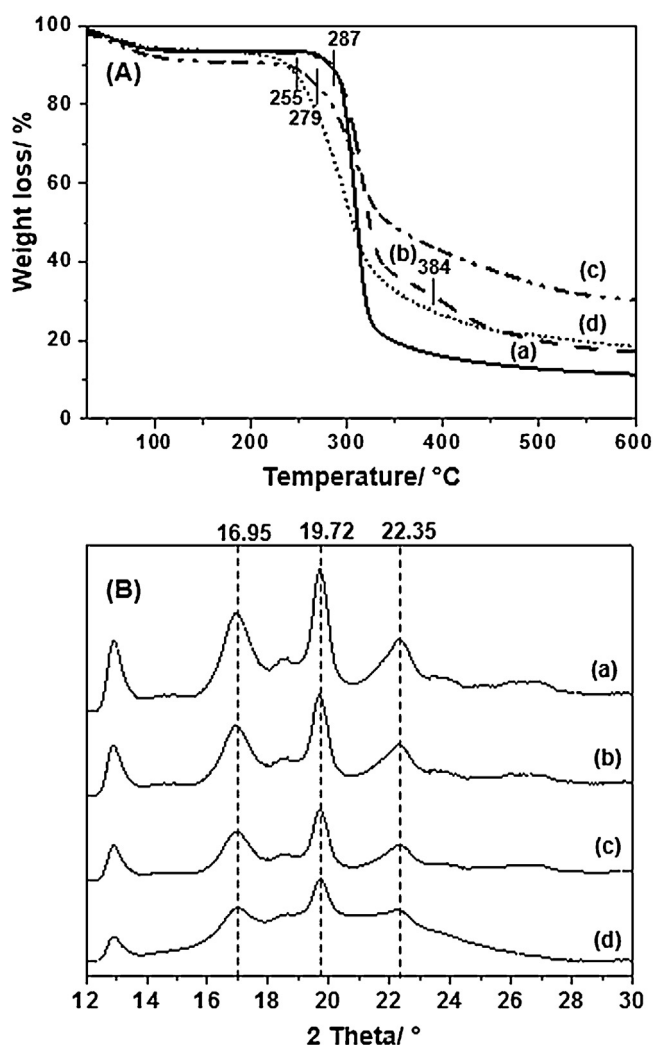 100
(A)
287
80
255
279
60
Weight loss/ %
(b)
384
40
(c)
(d)
20
(a)
0
100 200 300 400 500 600
Temperature/ °C
16.95 19.72 22.35
(B)
(a)
(b)
(c)
(d)
12 14 16 18 20 22 24 26 28 30
2 Theta/ °